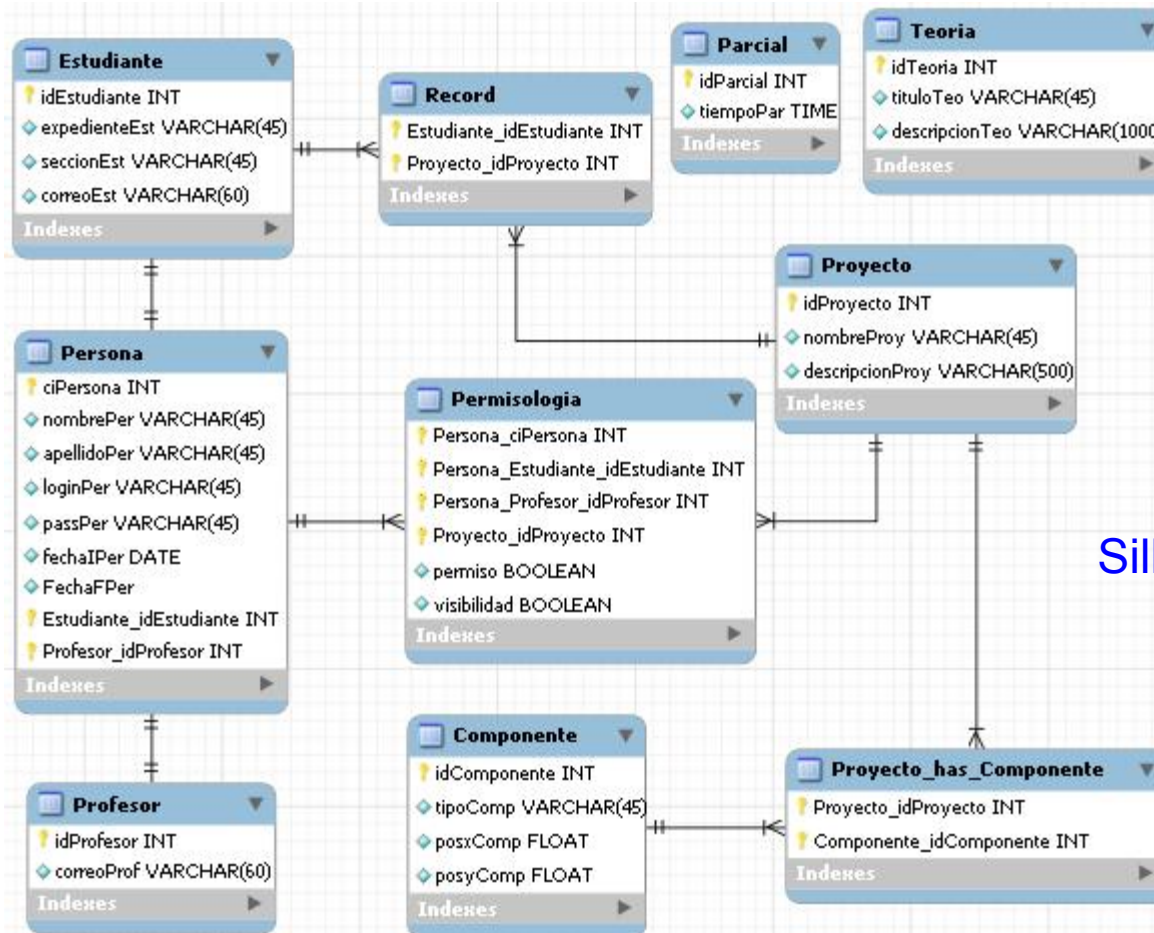 Estudiante
idEstudiante INT
expedienteEst VARCHAR(45)
seccionEst VARCHAR(45)
correoEst VARCHAR(60)
Indexes
Record
Estudiante_idEstudiante INT
Proyecto_idProyecto INT
Indexes
Parcial
idParcial INT
tiempoPar TIME
Indexes
Teoria
idTeoria INT
tituloTeo VARCHAR(45)
descripcionTeo VARCHAR(1000
Indexes
Proyecto
idProyecto INT
nombreProy VARCHAR(45)
descripcionProy VARCHAR(500)
Indexes
Persona
ciPersona INT
nombrePer VARCHAR(45)
apellidoPer VARCHAR(45)
loginPer VARCHAR(45)
passPer VARCHAR(45)
fechaIPer DATE
FechaFPer
Estudiante_idEstudiante INT
Profesor_idProfesor INT
Indexes
Permisologia
Persona_ciPersona INT
Persona_Estudiante_idEstudiante INT
Persona_Profesor_idProfesor INT
Proyecto_idProyecto INT
permiso BOOLEAN
visibilidad BOOLEAN
Indexes
Profesor
idProfesor INT
correoProf VARCHAR(60)
Indexes
Componente
idComponente INT
tipoComp VARCHAR(45)
posxComp FLOAT
posyComp FLOAT
Indexes
Proyecto_has_Componente
Proyecto_idProyecto INT
Componente_idComponente INT
Indexes